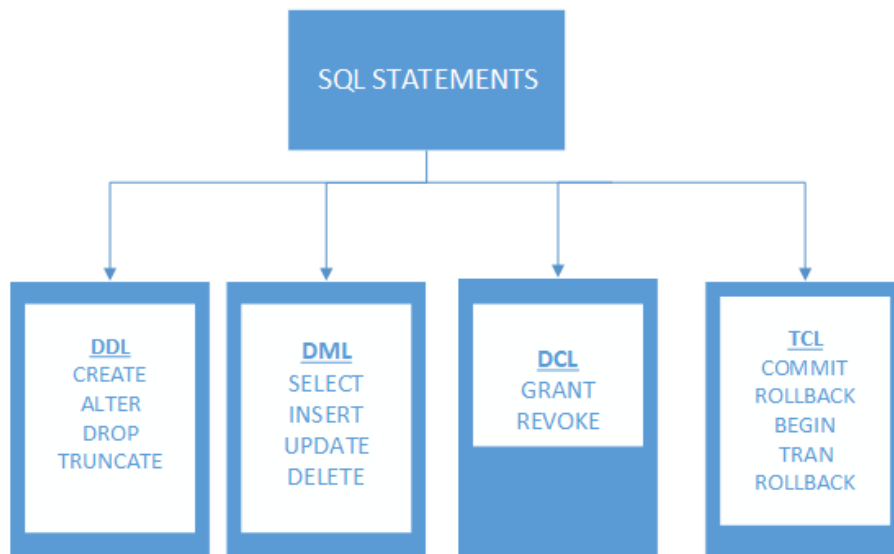 SQL STATEMENTS
DDL
CREATE
ALTER
DROP
TRUNCATE
DML
SELECT
INSERT
UPDATE
DELETE
DCL
GRANT
REVOKE
TCL
COMMIT
ROLLBACK
BEGIN
TRAN
ROLLBACK